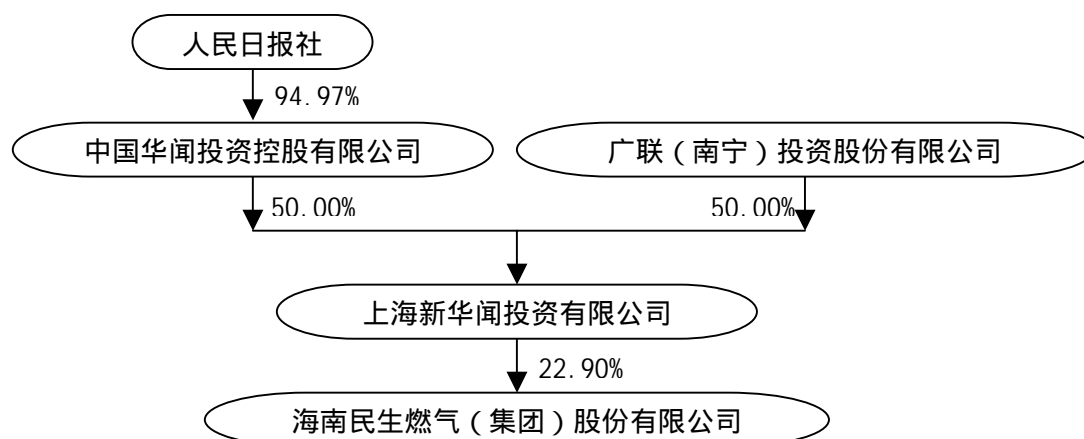 人民日报社
94.97%
中国华闻投资控股有限公司
广联（南宁）投资股份有限公司
50.00%
50.00%
上海新华闻投资有限公司
22.90%
海南民生燃气（集团）股份有限公司